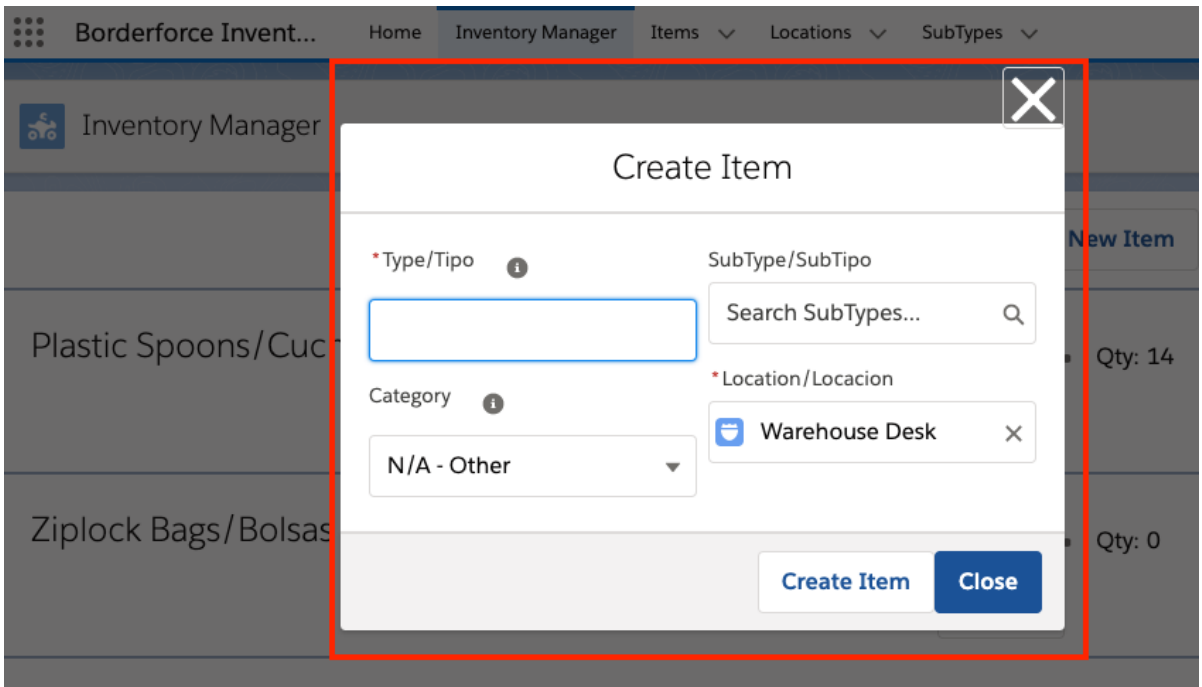 Borderforce Invent... Home Inventory Manager Items Locations SubTypes
Inventory Manager
Create Item
New Item
*Type/Tipo
SubType/SubTipo
Search SubTypes...
Plastic Spoons/Cuc
Qty: 14
Category
*Location/Locacion
Warehouse Desk
N/A - Other
Ziplock Bags/Bolsas
Qty: 0
Create Item Close